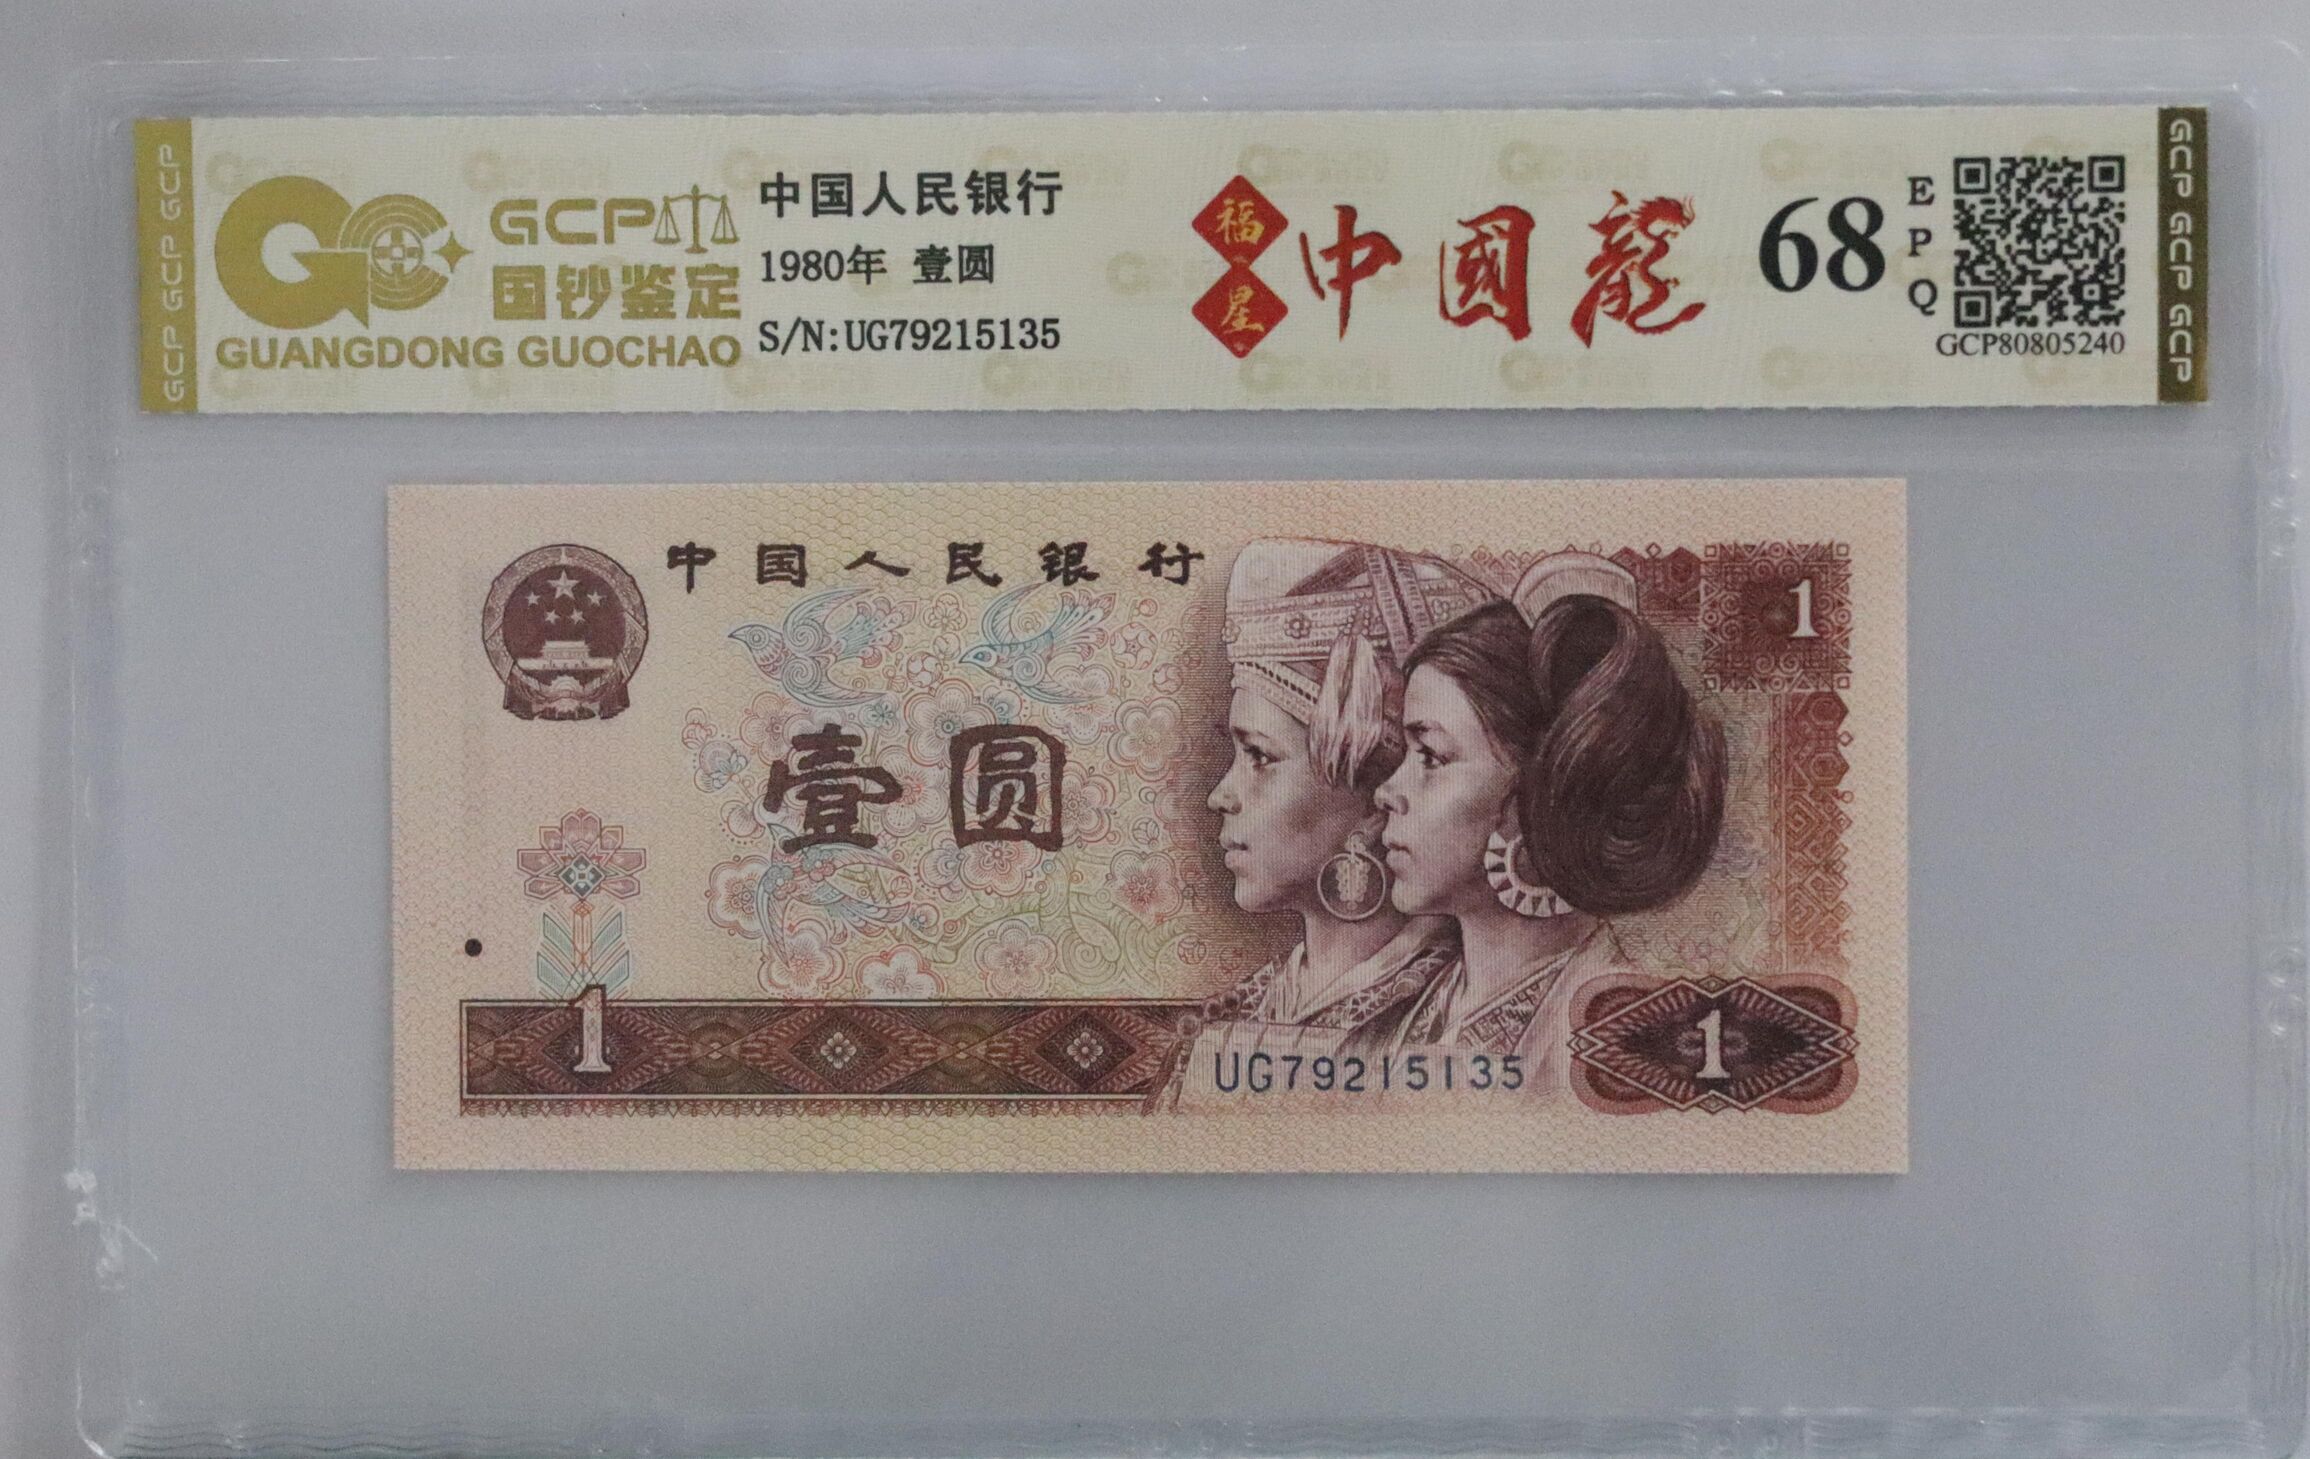 GCP GCP GCP
GCP
国钞鉴定
GUANGDONG GUOCHAO
中国人民银行
1980年 壹圆
S/N:UG79215135
福星
中國龍
68
EPQ
GCP80805240
GCP GCP GCP
中国人民银行
1
壹圆
1
UG79215135
1